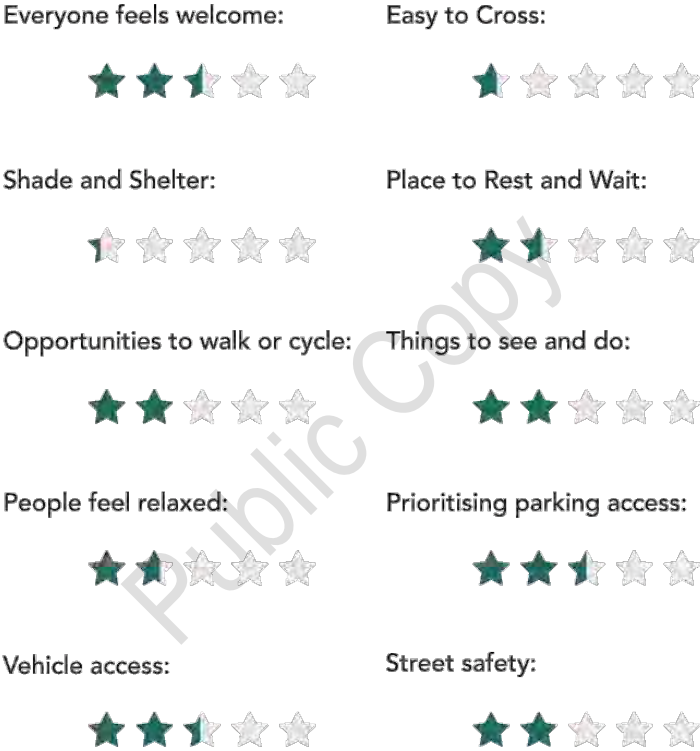 Everyone feels welcome:
Easy to Cross:
Shade and Shelter:
Place to Rest and Wait:
Opportunities to walk or cycle:
Things to see and do:
People feel relaxed:
Prioritising parking access:
Vehicle access:
Street safety:
Public Copy